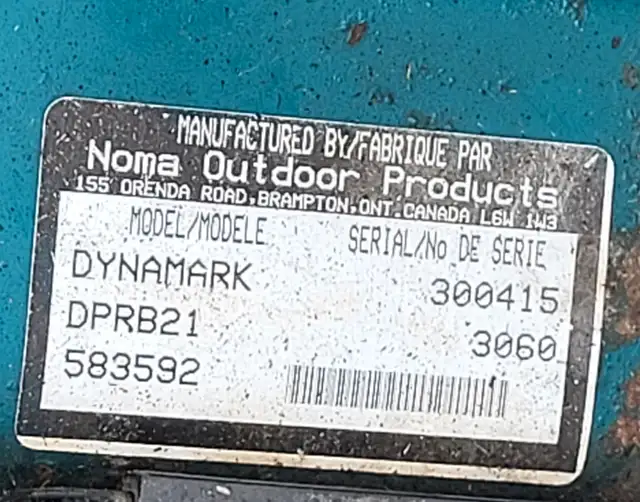 MANUFACTURED BY/FABRIQUE PAR
Noma Outdoor Products
155 ORENDA ROAD,BRAMPTON,ONT.CANADA L6W 1W3
MODEL/MODELE SERIAL/No DE SERIE
DYNAMARK 300415
DPRB21 3060
583592